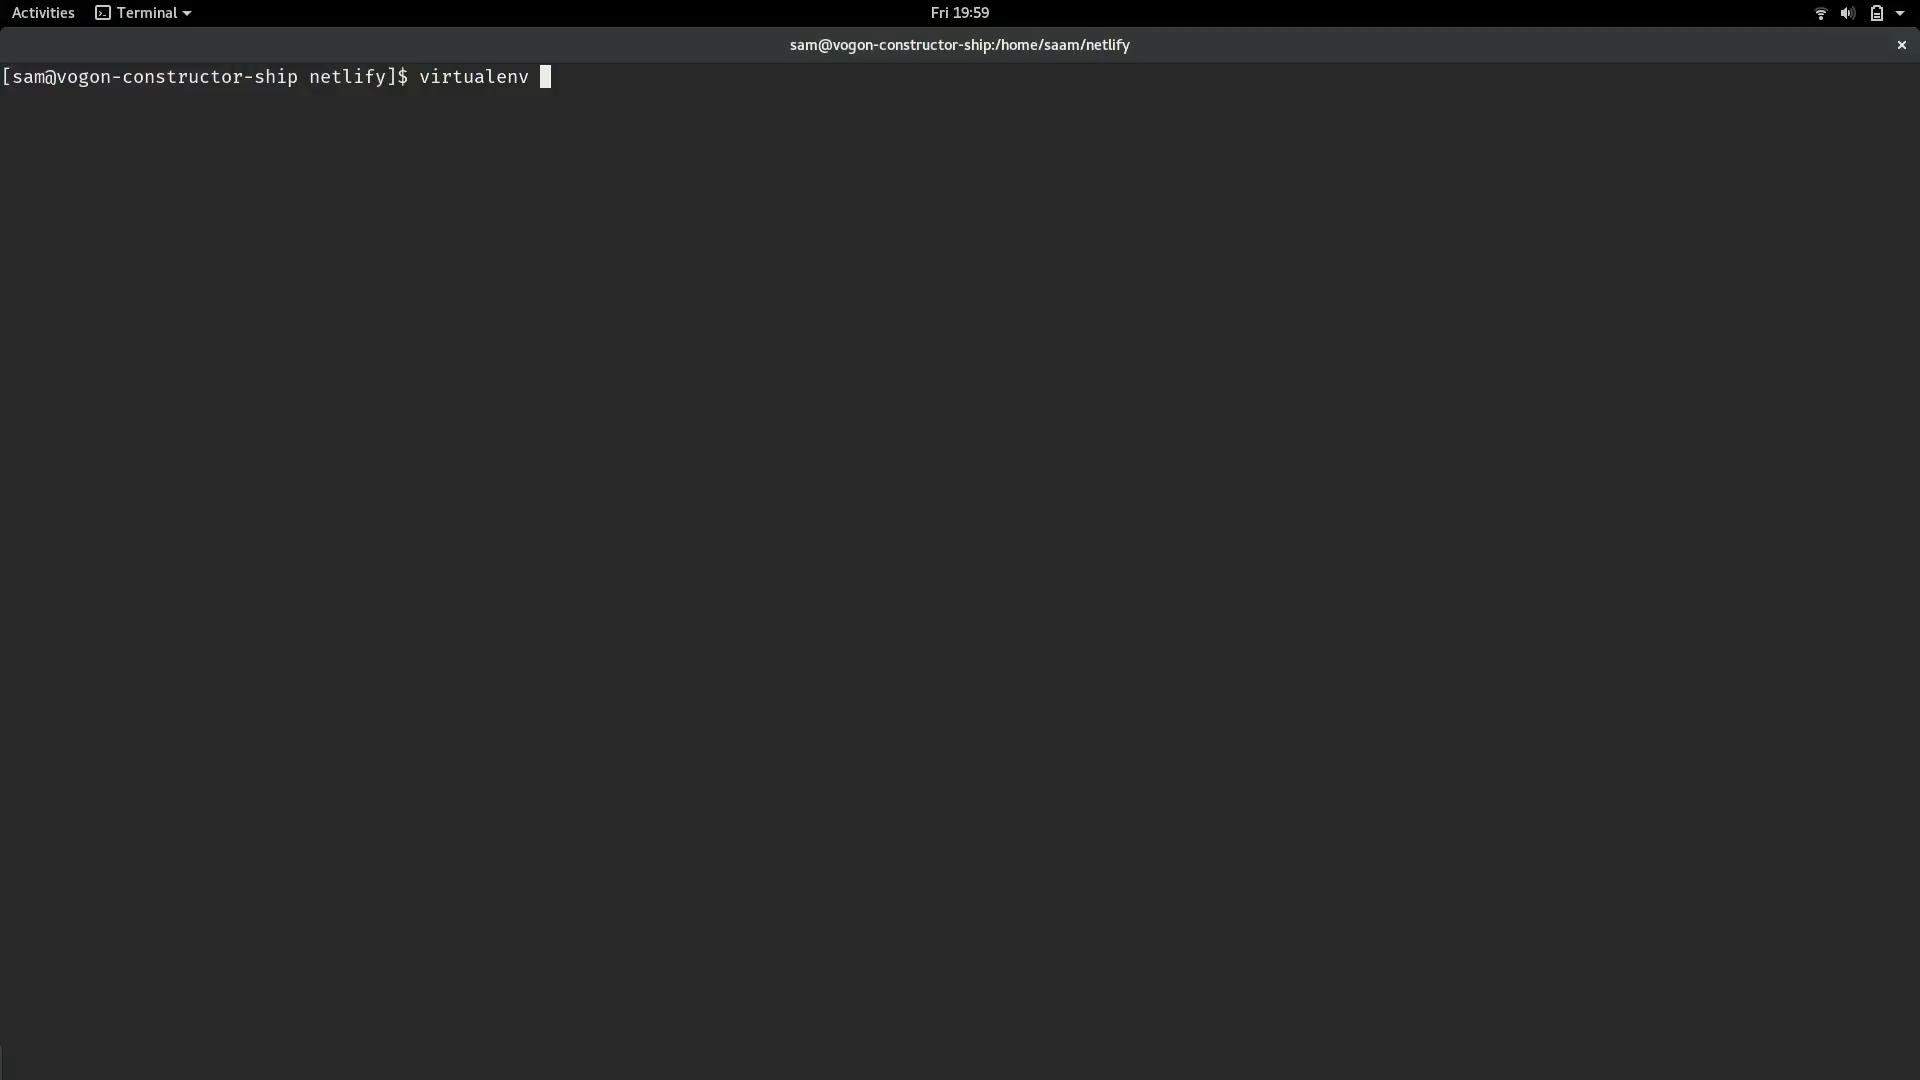 Activities Terminal Fri 19:59
sam@vogon-constructor-ship:/home/saam/netlify
[sam@vogon-constructor-ship netlify]$ virtualenv